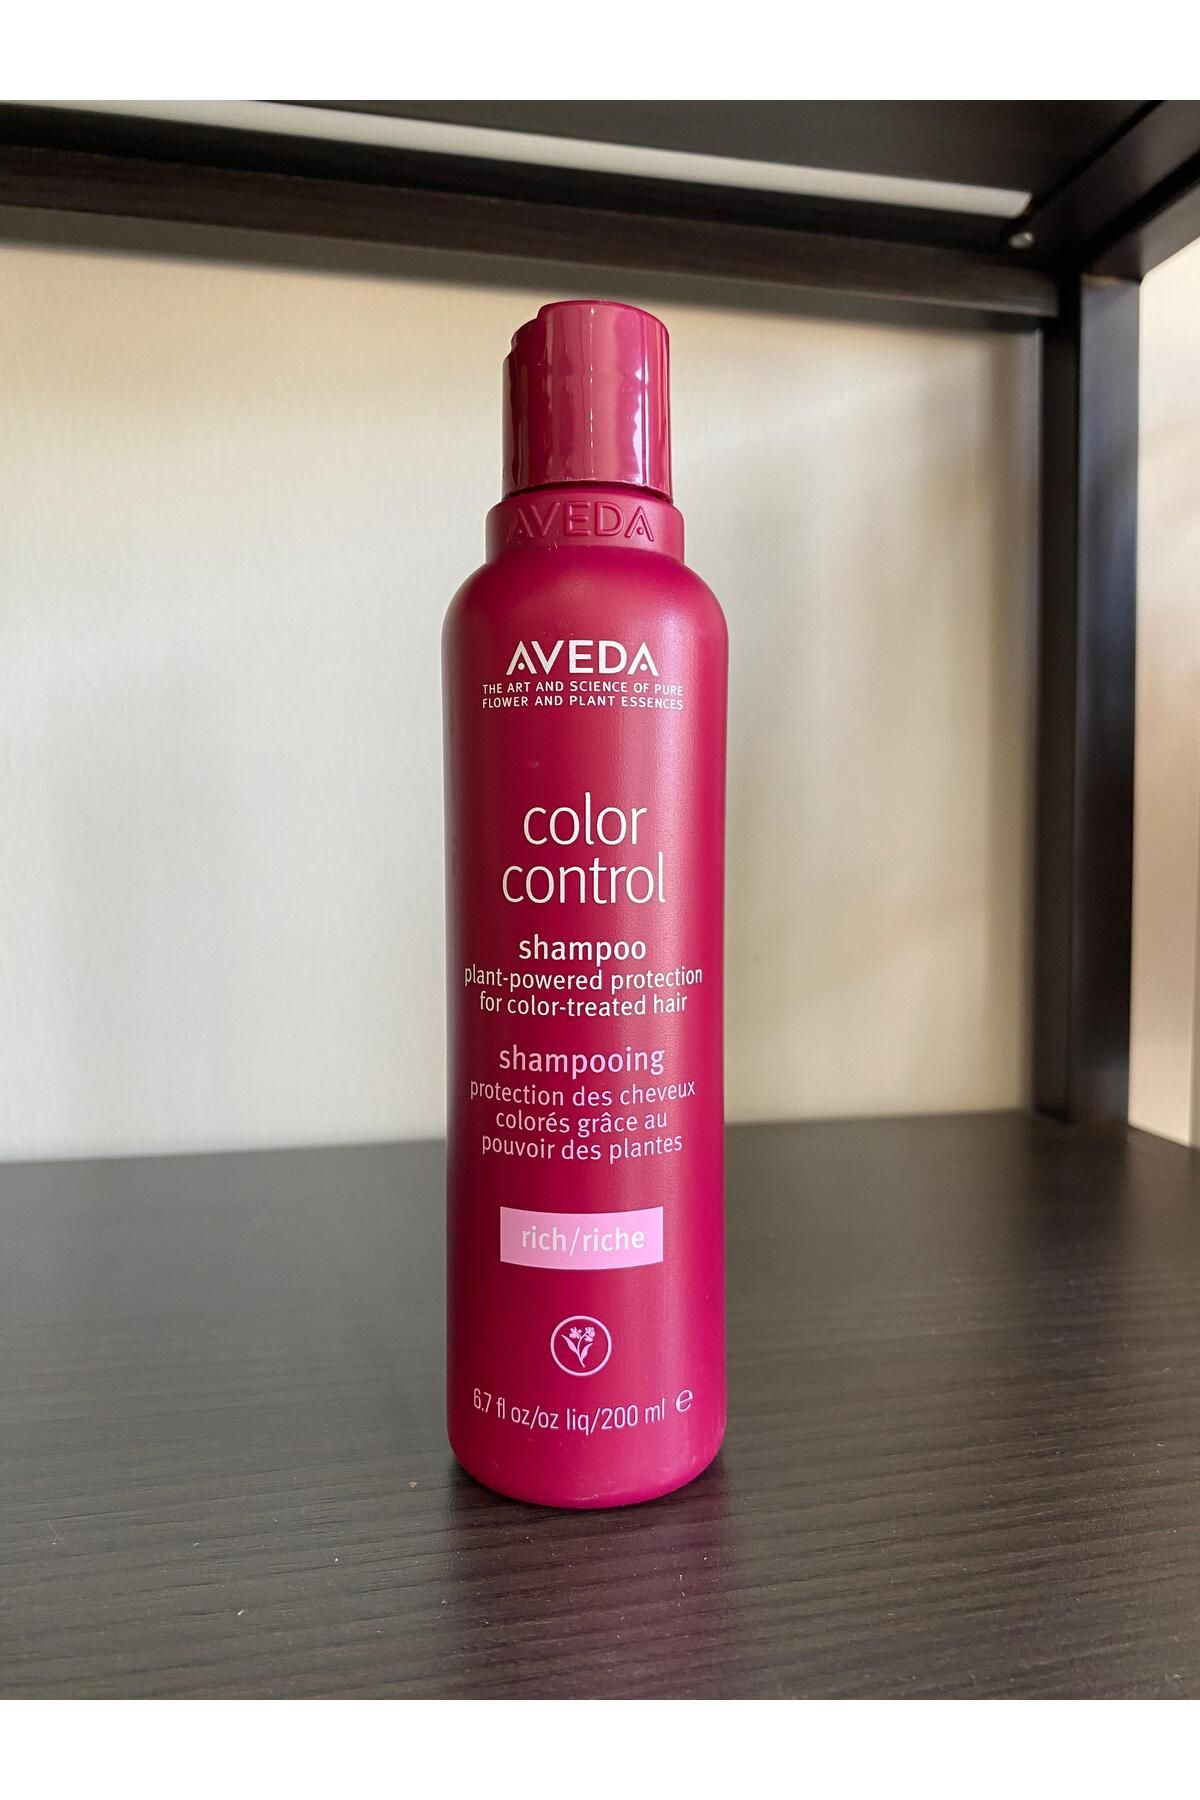 AVEDA
AVEDA
THE ART AND SCIENCE OF PURE
FLOWER AND PLANT ESSENCES
color
control
shampoo
plant-powered protection
for color-treated hair
shampooing
protection des cheveux
colorés grâce au
pouvoir des plantes
rich/riche
6.7 fl oz/oz liq/200 ml ℮